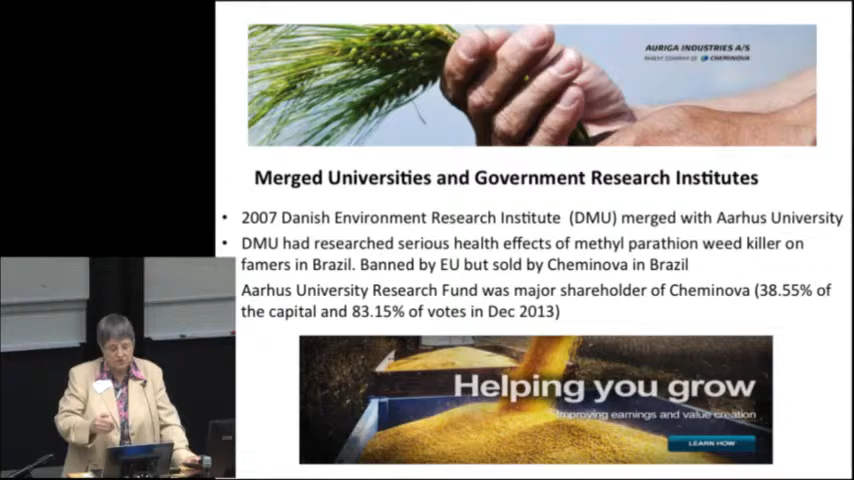 AURIGA INDUSTRIES A/S
PARENT COMPANY OF CHEMINOVA
Merged Universities and Government Research Institutes
• 2007 Danish Environment Research Institute (DMU) merged with Aarhus University
• DMU had researched serious health effects of methyl parathion weed killer on
famers in Brazil. Banned by EU but sold by Cheminova in Brazil
Aarhus University Research Fund was major shareholder of Cheminova (38.55% of
the capital and 83.15% of votes in Dec 2013)
Helping you grow
Improving earnings and value creation
LEARN HOW